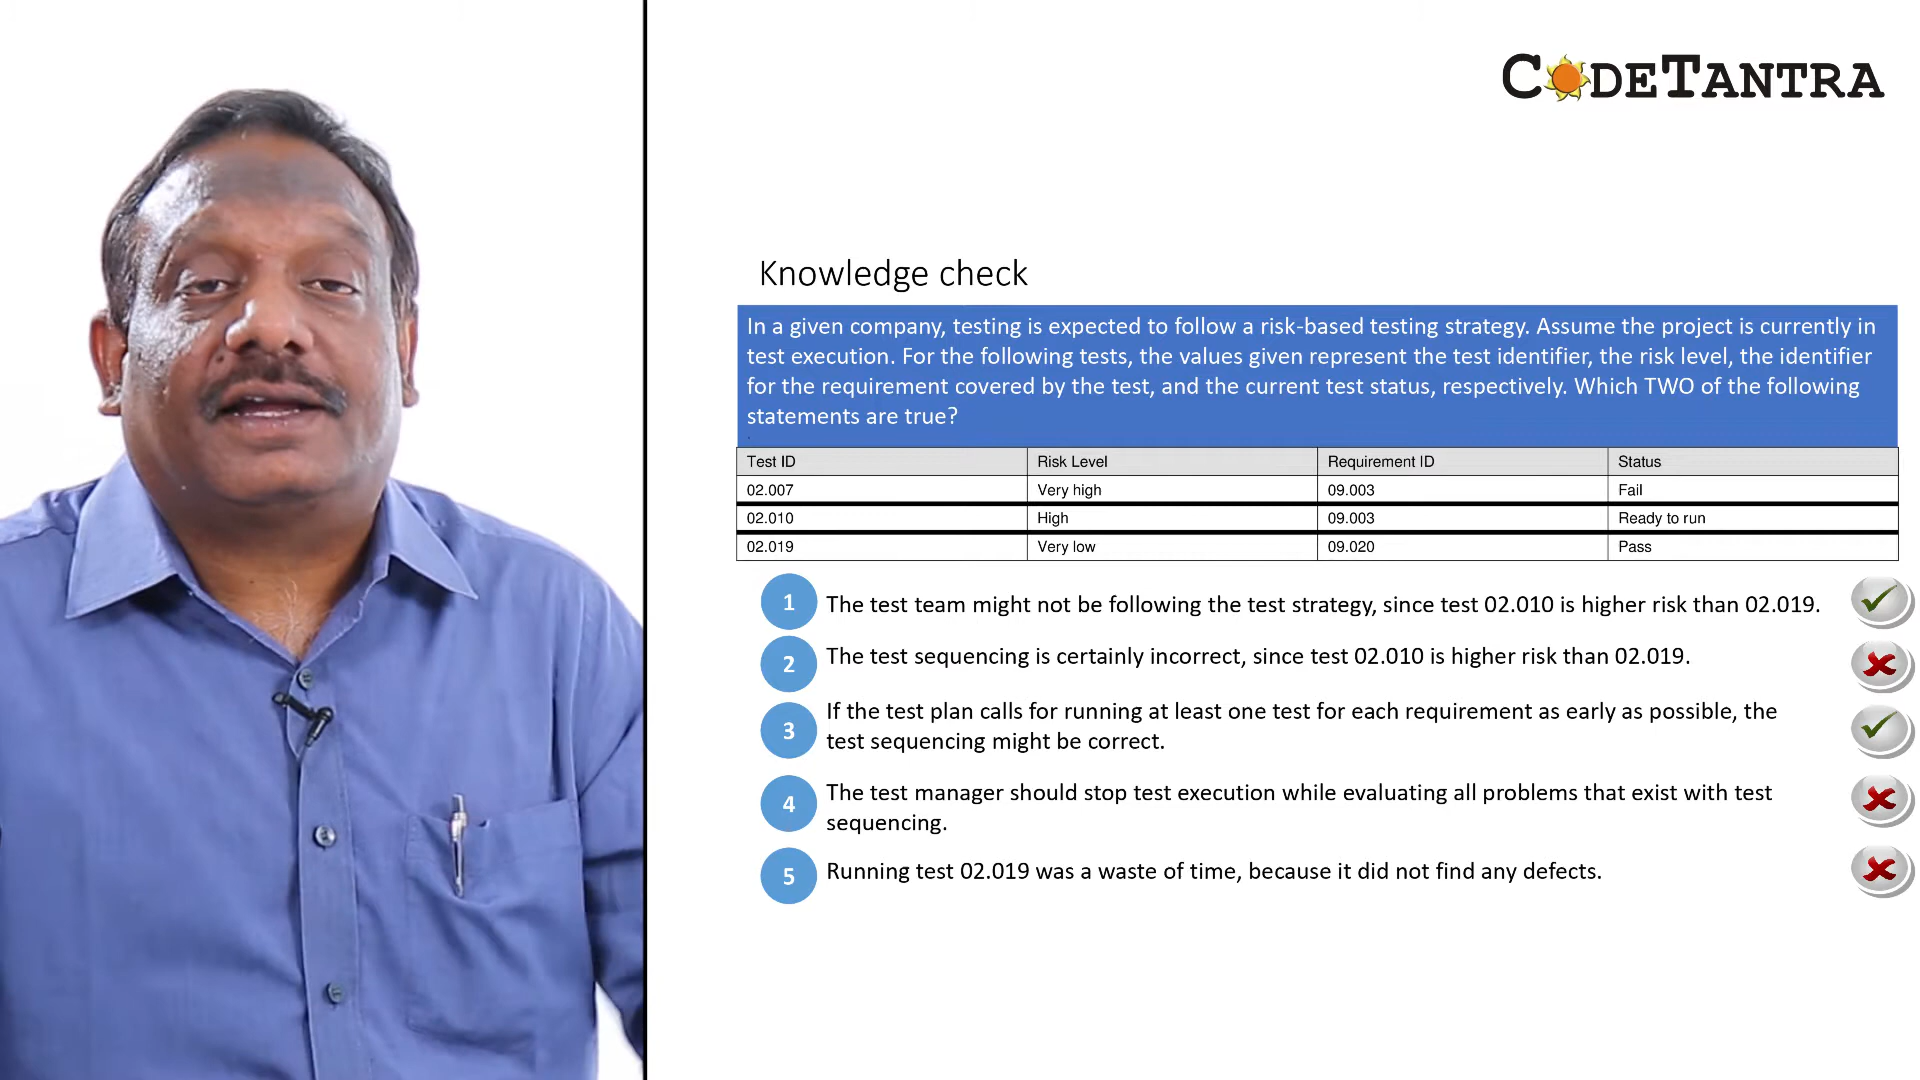 CODETANTRA
Knowledge check
In a given company, testing is expected to follow a risk-based testing strategy. Assume the project is currently in
test execution. For the following tests, the values given represent the test identifier, the risk level, the identifier
for the requirement covered by the test, and the current test status, respectively. Which TWO of the following
statements are true?
Test ID Risk Level Requirement ID Status
02.007 Very high 09.003 Fail
02.010 High 09.003 Ready to run
02.019 Very low 09.020 Pass
1 The test team might not be following the test strategy, since test 02.010 is higher risk than 02.019.
2 The test sequencing is certainly incorrect, since test 02.010 is higher risk than 02.019.
3 If the test plan calls for running at least one test for each requirement as early as possible, the
test sequencing might be correct.
4 The test manager should stop test execution while evaluating all problems that exist with test
sequencing.
5 Running test 02.019 was a waste of time, because it did not find any defects.